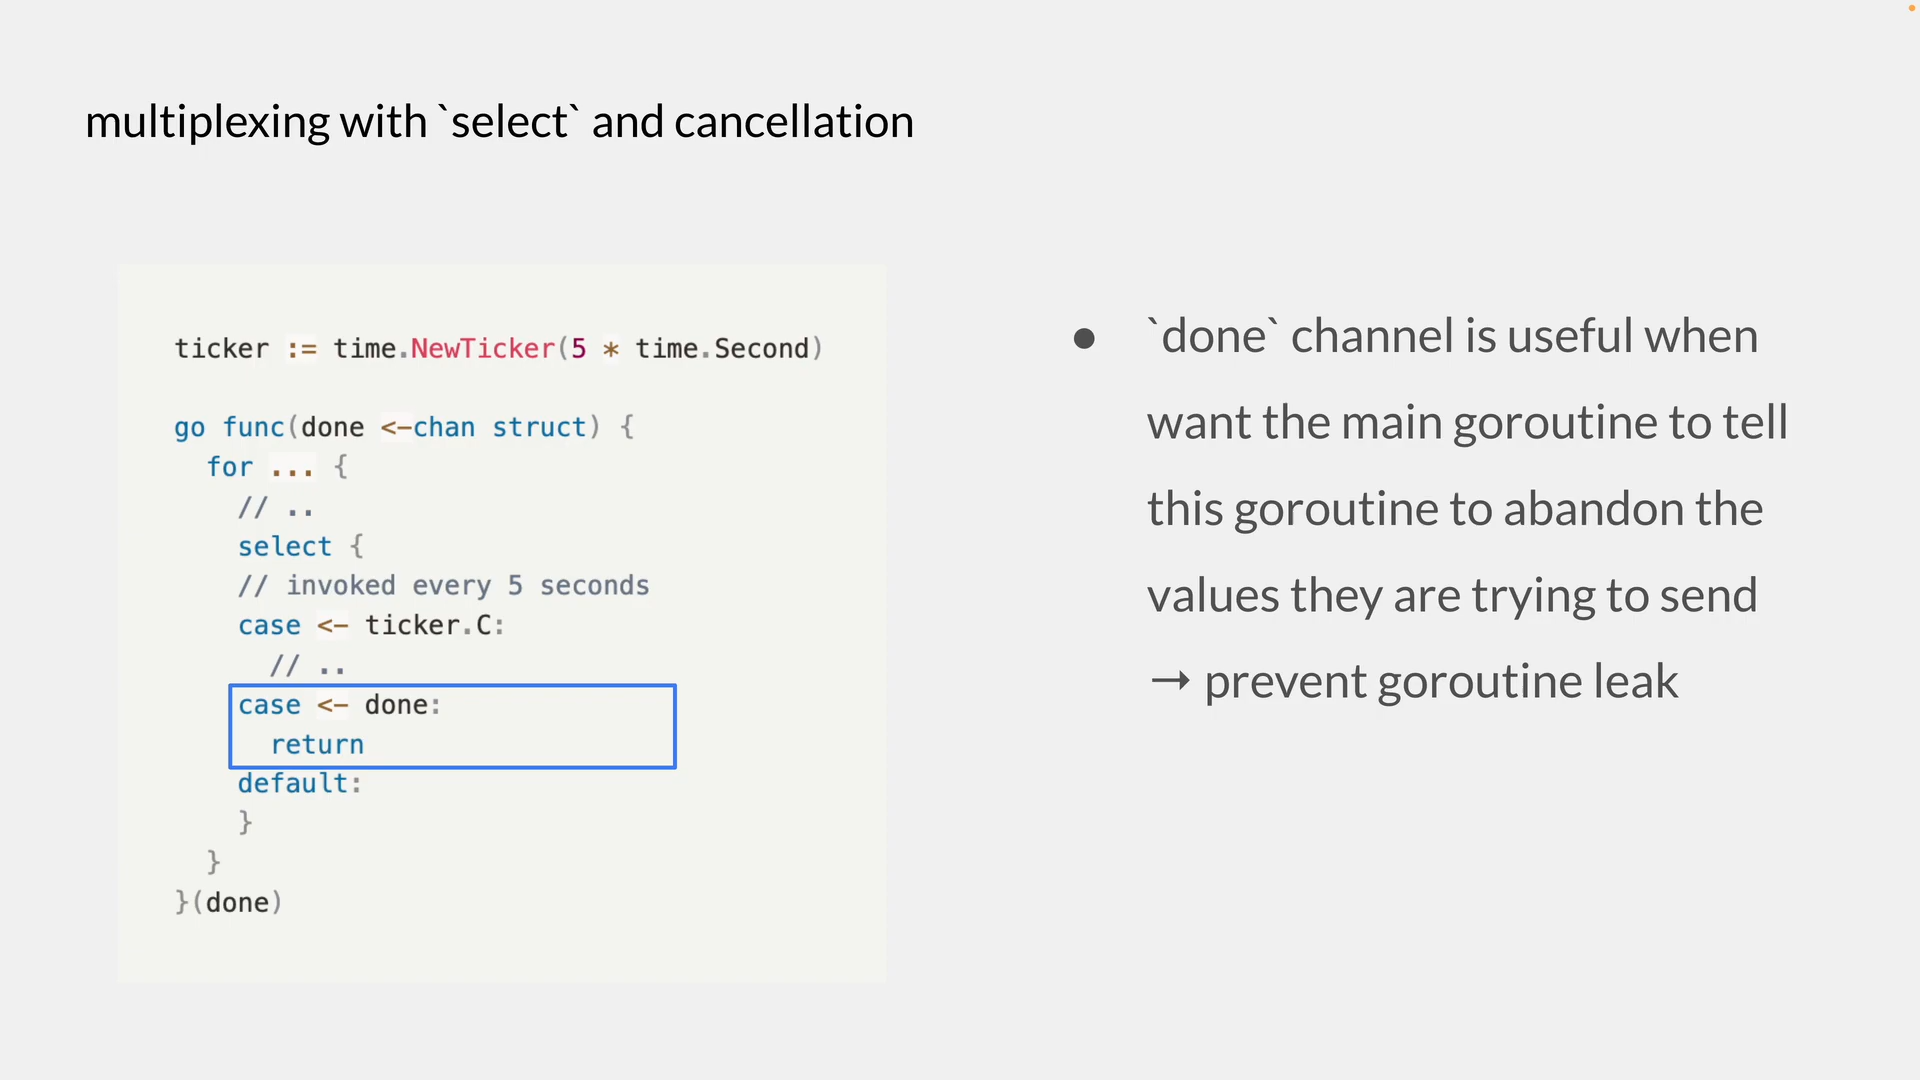 multiplexing with `select` and cancellation
ticker := time.NewTicker(5 * time.Second)
go func(done <-chan struct) {
for ... {
// ..
select {
// invoked every 5 seconds
case <- ticker.C:
// ..
case <- done:
return
default:
}
}
}(done)
● `done` channel is useful when
want the main goroutine to tell
this goroutine to abandon the
values they are trying to send
→ prevent goroutine leak